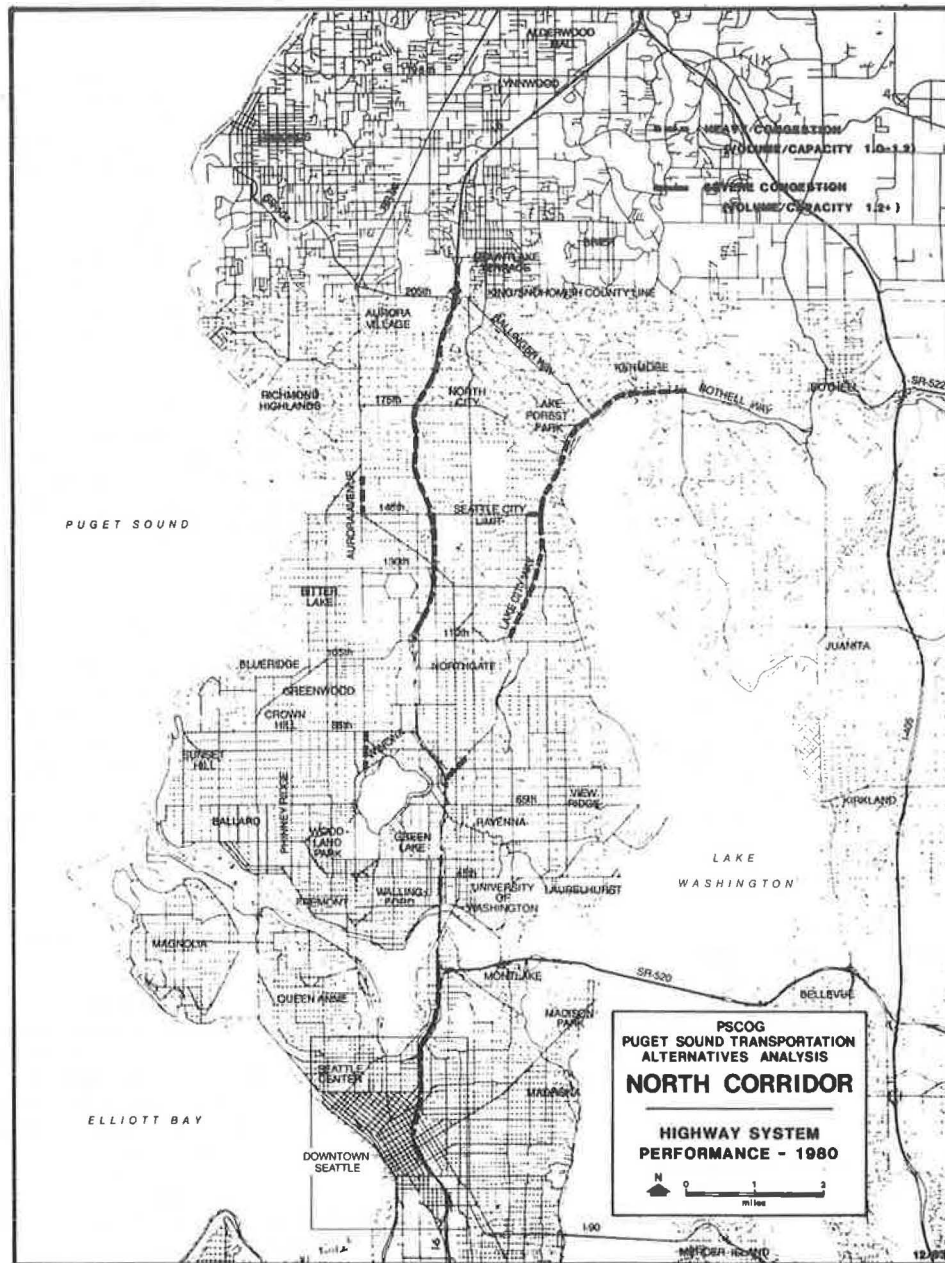 ALDERWOOD
MALL
196th
LYNNWOOD
I-5
HEAVY CONGESTION
(VOLUME/CAPACITY 1.0-1.2)
SEVERE CONGESTION
(VOLUME/CAPACITY 1.2+)
EDMONDS
BRIER
MOUNTLAKE
TERRACE
205th
KING/SNOHOMISH COUNTY LINE
AURORA
VILLAGE
BALLINGER WAY
KENMORE
BOTHELL
SR-522
BOTHELL WAY
RICHMOND
HIGHLANDS
175th
NORTH
CITY
LAKE
FOREST
PARK
AURORA AVENUE
145th
SEATTLE CITY
LIMIT
PUGET SOUND
130th
LAKE CITY WAY
BITTER
LAKE
110th
105th
BLUERIDGE
NORTHGATE
JUANITA
GREENWOOD
CROWN
HILL
85th
SUNSET
HILL
I-405
PHINNEY RIDGE
VIEW
RIDGE
65th
KIRKLAND
BALLARD
RAVENNA
WOOD-
LAND
PARK
GREEN
LAKE
LAKE
WASHINGTON
45th
UNIVERSITY
OF
WASHINGTON
LAURELHURST
FREMONT
WALLING-
FORD
MAGNOLIA
MONTLAKE
SR-520
BELLEVUE
QUEEN ANNE
MADISON
PARK
SEATTLE
CENTER
MADRONA
ELLIOTT BAY
DOWNTOWN
SEATTLE
PSCOG
PUGET SOUND TRANSPORTATION
ALTERNATIVES ANALYSIS
NORTH CORRIDOR
HIGHWAY SYSTEM
PERFORMANCE - 1980
N
0 1 2
miles
I-5
I-90
MERCER ISLAND